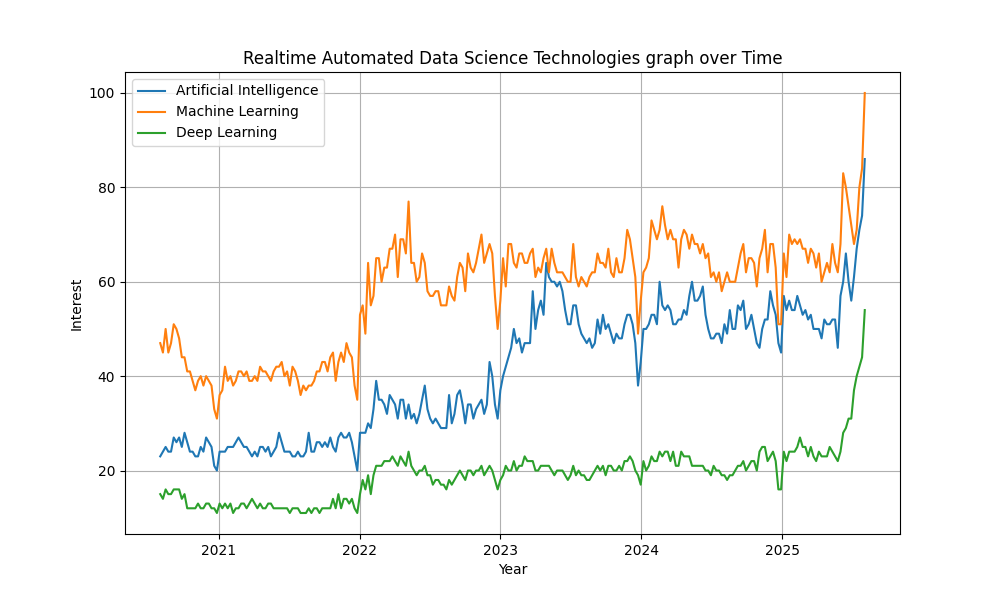 Realtime Automated Data Science Technologies graph over Time
Artificial Intelligence
Machine Learning
Deep Learning
100
80
60
40
20
Interest
2021 2022 2023 2024 2025
Year